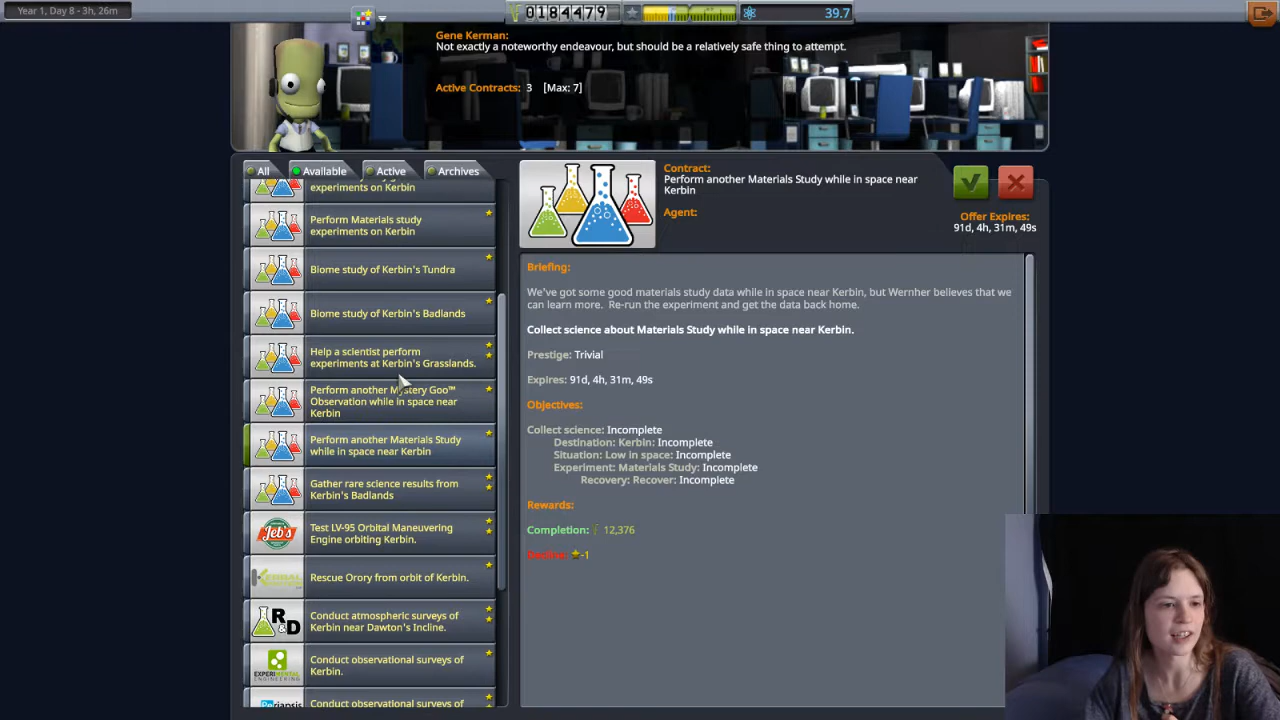 Year 1, Day 8 - 3h, 26m
0184479
39.7
Gene Kerman:
Not exactly a noteworthy endeavour, but should be a relatively safe thing to attempt.
Active Contracts: 3 [Max: 7]
All
Available
Active
Archives
experiments on Kerbin
Perform Materials study
experiments on Kerbin
Biome study of Kerbin's Tundra
Biome study of Kerbin's Badlands
Help a scientist perform
experiments at Kerbin's Grasslands.
Perform another Mystery Goo™
Observation while in space near
Kerbin
Perform another Materials Study
while in space near Kerbin
Gather rare science results from
Kerbin's Badlands
Jeb's
Test LV-95 Orbital Maneuvering
Engine orbiting Kerbin.
Rescue Orory from orbit of Kerbin.
R&D
Conduct atmospheric surveys of
Kerbin near Dawton's Incline.
EXPERIMENTAL
ENGINEERING
Conduct observational surveys of
Kerbin.
Periapsis
Conduct observational surveys of
Contract:
Perform another Materials Study while in space near
Kerbin
Agent:
Offer Expires:
91d, 4h, 31m, 49s
Briefing:
We've got some good materials study data while in space near Kerbin, but Wernher believes that we
can learn more. Re-run the experiment and get the data back home.
Collect science about Materials Study while in space near Kerbin.
Prestige: Trivial
Expires: 91d, 4h, 31m, 49s
Objectives:
Collect science: Incomplete
Destination: Kerbin: Incomplete
Situation: Low in space: Incomplete
Experiment: Materials Study: Incomplete
Recovery: Recover: Incomplete
Rewards:
Completion: 12,376
Decline: -1